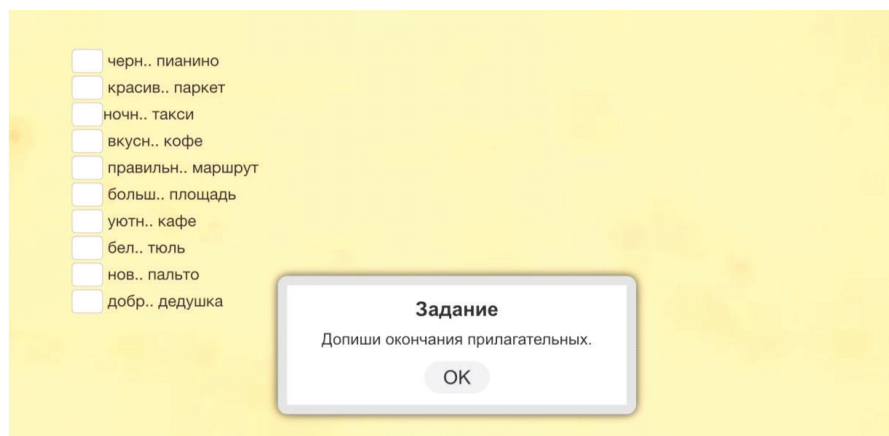 черн.. пианино
красив.. паркет
ночн.. такси
вкусн.. кофе
правильн.. маршрут
больш.. площадь
уютн.. кафе
бел.. тюль
нов.. пальто
добр.. дедушка
Задание
Допиши окончания прилагательных.
OK